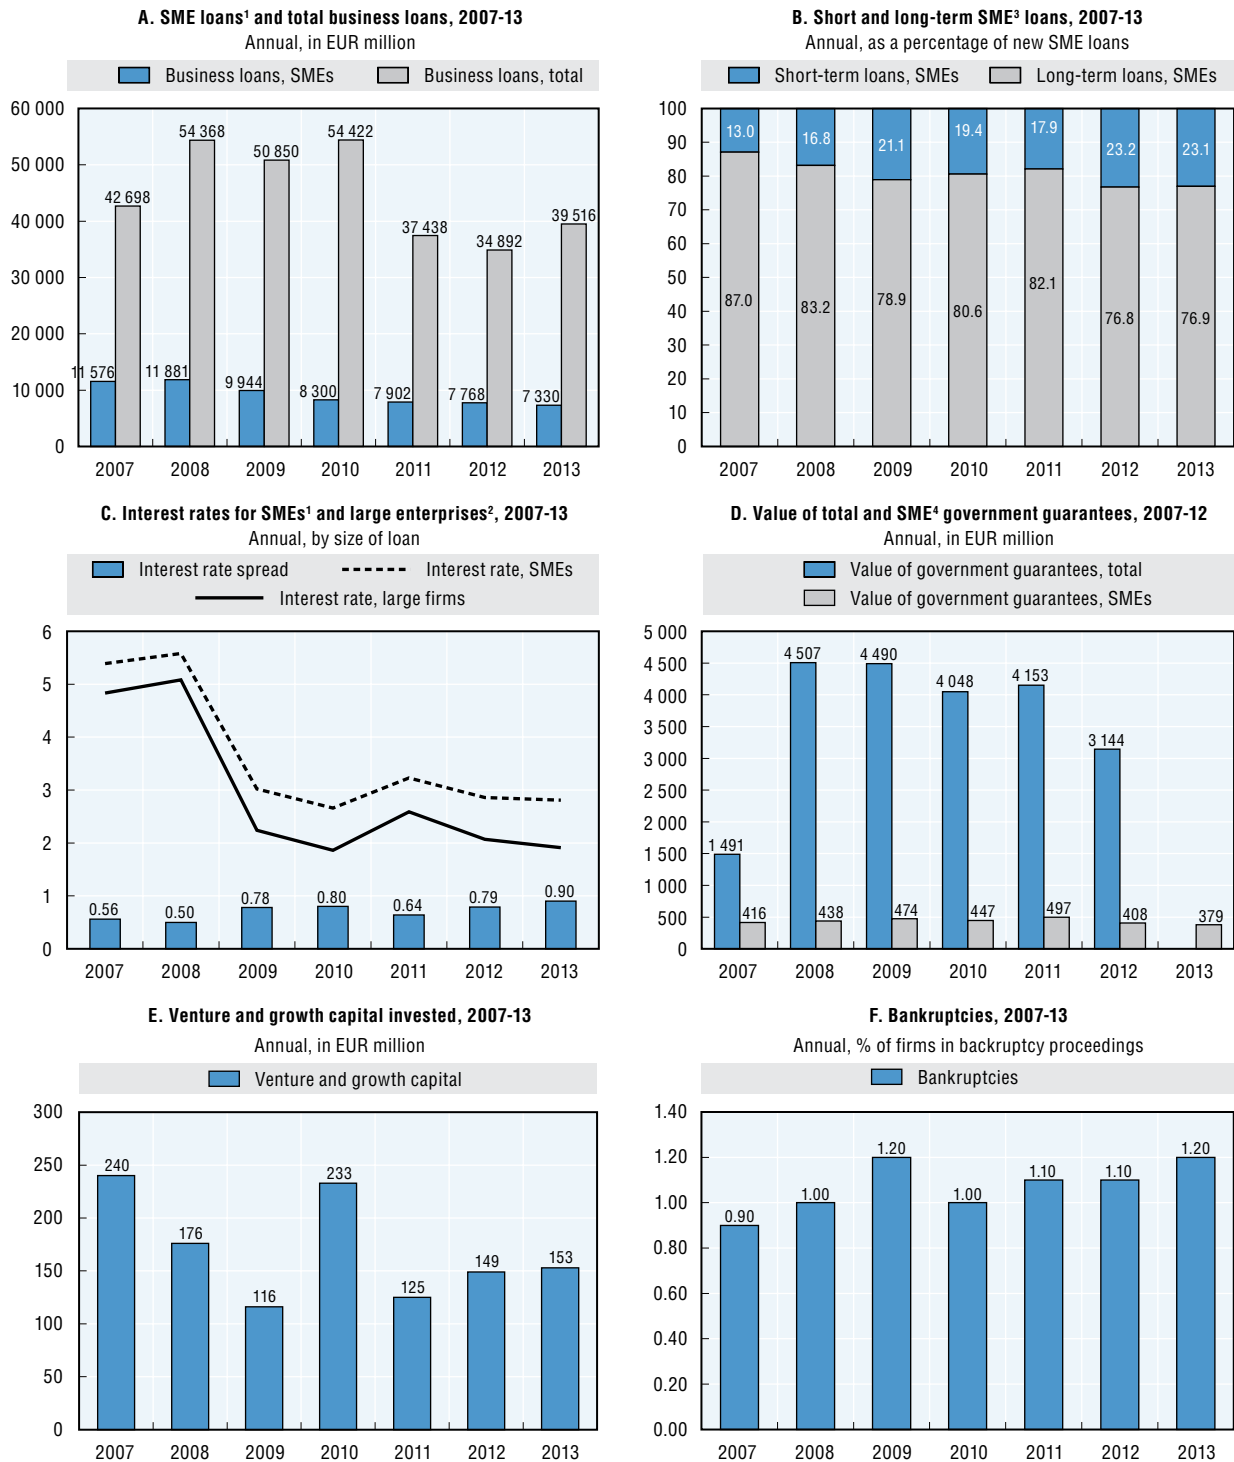 A. SME loans¹ and total business loans, 2007-13
Annual, in EUR million
Business loans, SMEs Business loans, total
60 000
50 000
40 000
30 000
20 000
10 000
0
11 576 42 698 11 881 54 368 9 944 50 850 8 300 54 422 7 902 37 438 7 768 34 892 7 330 39 516
2007 2008 2009 2010 2011 2012 2013
B. Short and long-term SME³ loans, 2007-13
Annual, as a percentage of new SME loans
Short-term loans, SMEs Long-term loans, SMEs
100
90
80
70
60
50
40
30
20
10
0
13.0 16.8 21.1 19.4 17.9 23.2 23.1
87.0 83.2 78.9 80.6 82.1 76.8 76.9
2007 2008 2009 2010 2011 2012 2013
C. Interest rates for SMEs¹ and large enterprises², 2007-13
Annual, by size of loan
Interest rate spread Interest rate, SMEs
Interest rate, large firms
6
5
4
3
2
1
0
0.56 0.50 0.78 0.80 0.64 0.79 0.90
2007 2008 2009 2010 2011 2012 2013
D. Value of total and SME⁴ government guarantees, 2007-12
Annual, in EUR million
Value of government guarantees, total
Value of government guarantees, SMEs
5 000
4 500
4 000
3 500
3 000
2 500
2 000
1 500
1 000
500
0
1 491 416 4 507 438 4 490 474 4 048 447 4 153 497 3 144 408 379
2007 2008 2009 2010 2011 2012 2013
E. Venture and growth capital invested, 2007-13
Annual, in EUR million
Venture and growth capital
300
250
200
150
100
50
0
240 176 116 233 125 149 153
2007 2008 2009 2010 2011 2012 2013
F. Bankruptcies, 2007-13
Annual, % of firms in backruptcy proceedings
Bankruptcies
1.40
1.20
1.00
0.80
0.60
0.40
0.20
0.00
0.90 1.00 1.20 1.00 1.10 1.10 1.20
2007 2008 2009 2010 2011 2012 2013